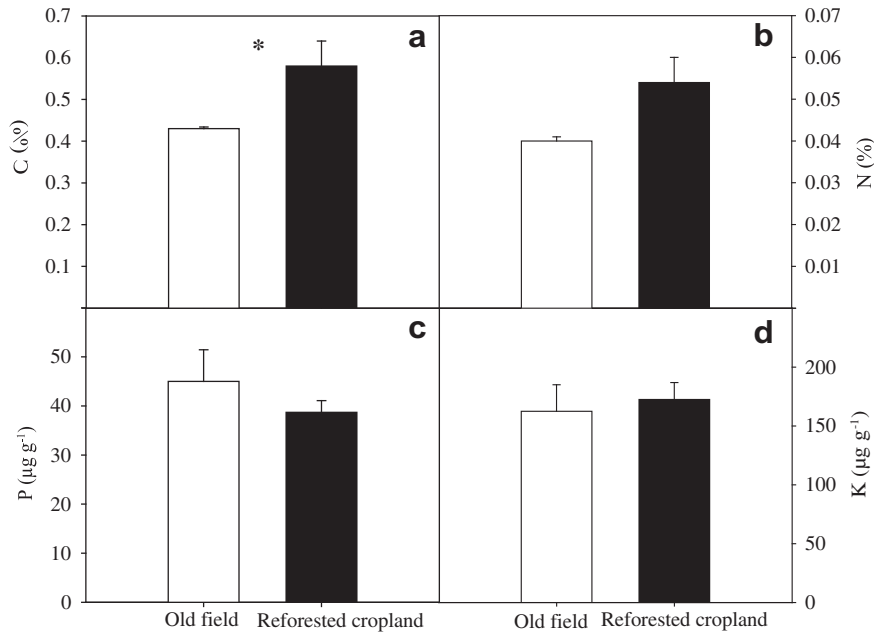 0.7
0.6
0.5
0.4
0.3
0.2
0.1
C (%)
*
a
b
0.07
0.06
0.05
0.04
0.03
0.02
0.01
N (%)
50
40
30
20
10
0
P (µg g-1)
c
d
200
150
100
50
0
K (µg g-1)
Old field
Reforested cropland
Old field
Reforested cropland